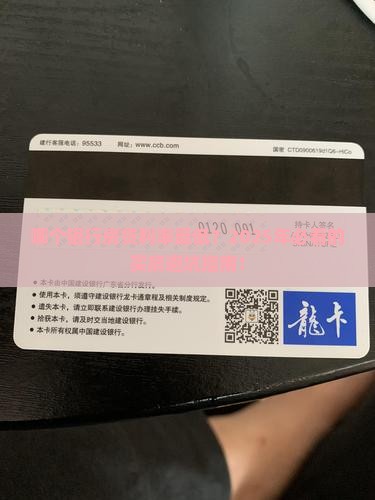 建行客服电话：95533 网址：www.ccb.com
国密 CTD0900619d1Q6-HiCo
0120 091
持卡人签名
本卡由中国建设银行广东省分行发行。
● 使用本卡，须遵守建设银行龙卡通章程及相关制度规定。
● 遗失本卡，请立即联系建设银行办理挂失手续。
● 拾获本卡，请及时交当地建设银行。
● 本卡所有权属中国建设银行。
龍卡